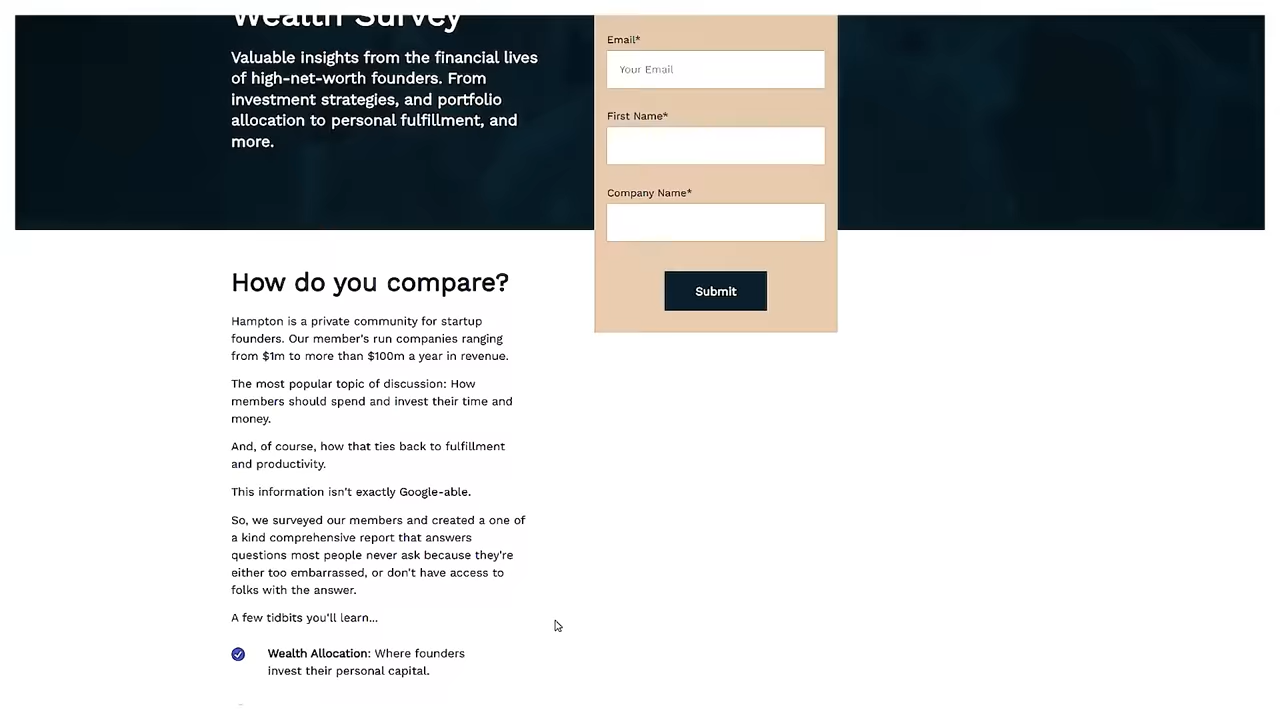 Wealth Survey
Valuable insights from the financial lives
of high-net-worth founders. From
investment strategies, and portfolio
allocation to personal fulfillment, and
more.
Email*
Your Email
First Name*
Company Name*
Submit
How do you compare?
Hampton is a private community for startup
founders. Our member's run companies ranging
from $1m to more than $100m a year in revenue.
The most popular topic of discussion: How
members should spend and invest their time and
money.
And, of course, how that ties back to fulfillment
and productivity.
This information isn't exactly Google-able.
So, we surveyed our members and created a one of
a kind comprehensive report that answers
questions most people never ask because they're
either too embarrassed, or don't have access to
folks with the answer.
A few tidbits you'll learn...
Wealth Allocation: Where founders
invest their personal capital.